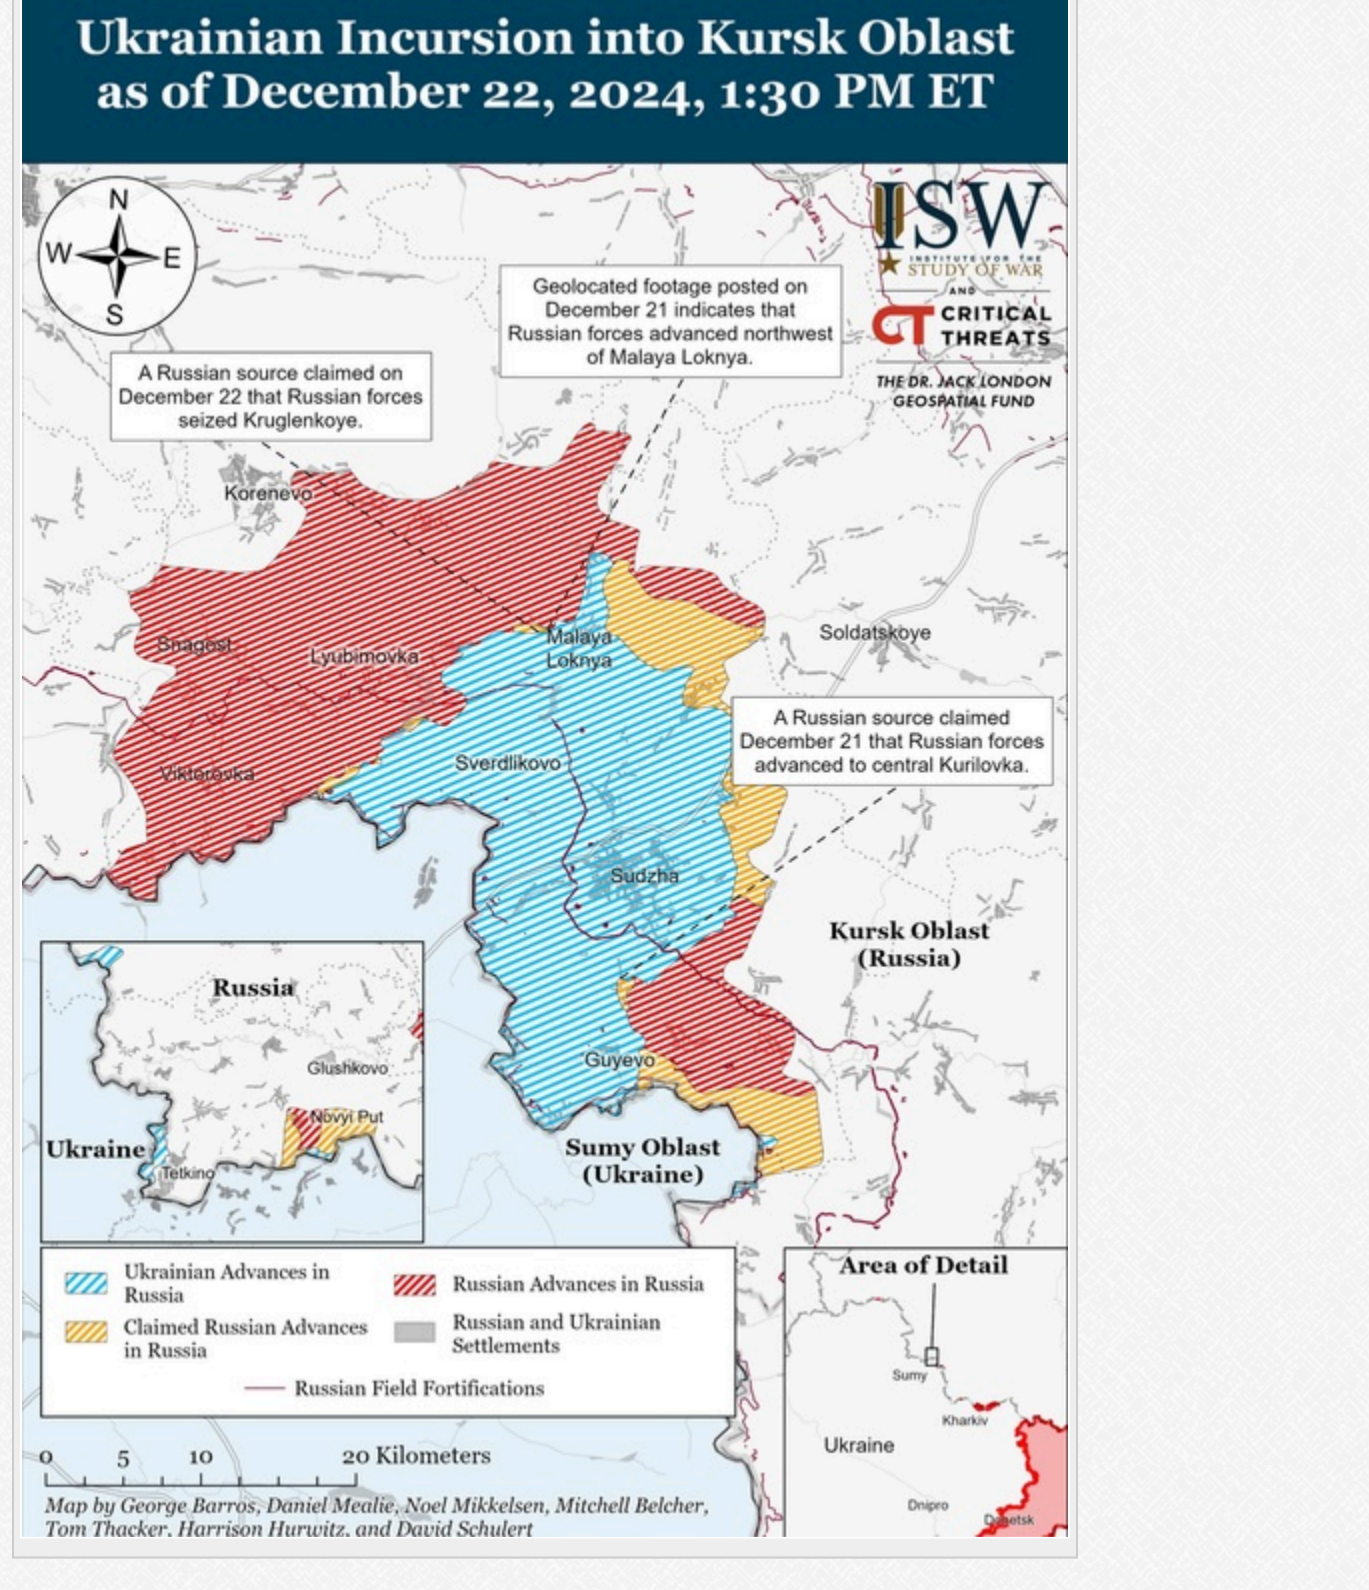 Ukrainian Incursion into Kursk Oblast
as of December 22, 2024, 1:30 PM ET
N
W
E
S
ISW
INSTITUTE FOR THE
STUDY OF WAR
AND
CT CRITICAL
THREATS
THE DR. JACK LONDON
GEOSPATIAL FUND
Geolocated footage posted on
December 21 indicates that
Russian forces advanced northwest
of Malaya Loknya.
A Russian source claimed on
December 22 that Russian forces
seized Kruglenkoye.
Korenevo
Snagost
Lyubimovka
Malaya
Loknya
Soldatskoye
A Russian source claimed
December 21 that Russian forces
advanced to central Kurilovka.
Viktorovka
Sverdlikovo
Sudzha
Kursk Oblast
(Russia)
Guyevo
Sumy Oblast
(Ukraine)
Russia
Glushkovo
Novyi Put
Ukraine
Tetkino
Ukrainian Advances in
Russia
Russian Advances in Russia
Claimed Russian Advances
in Russia
Russian and Ukrainian
Settlements
Russian Field Fortifications
Area of Detail
Sumy
Kharkiv
Ukraine
Dnipro
Donetsk
0 5 10 20 Kilometers
Map by George Barros, Daniel Mealie, Noel Mikkelsen, Mitchell Belcher,
Tom Thacker, Harrison Hurwitz, and David Schulert